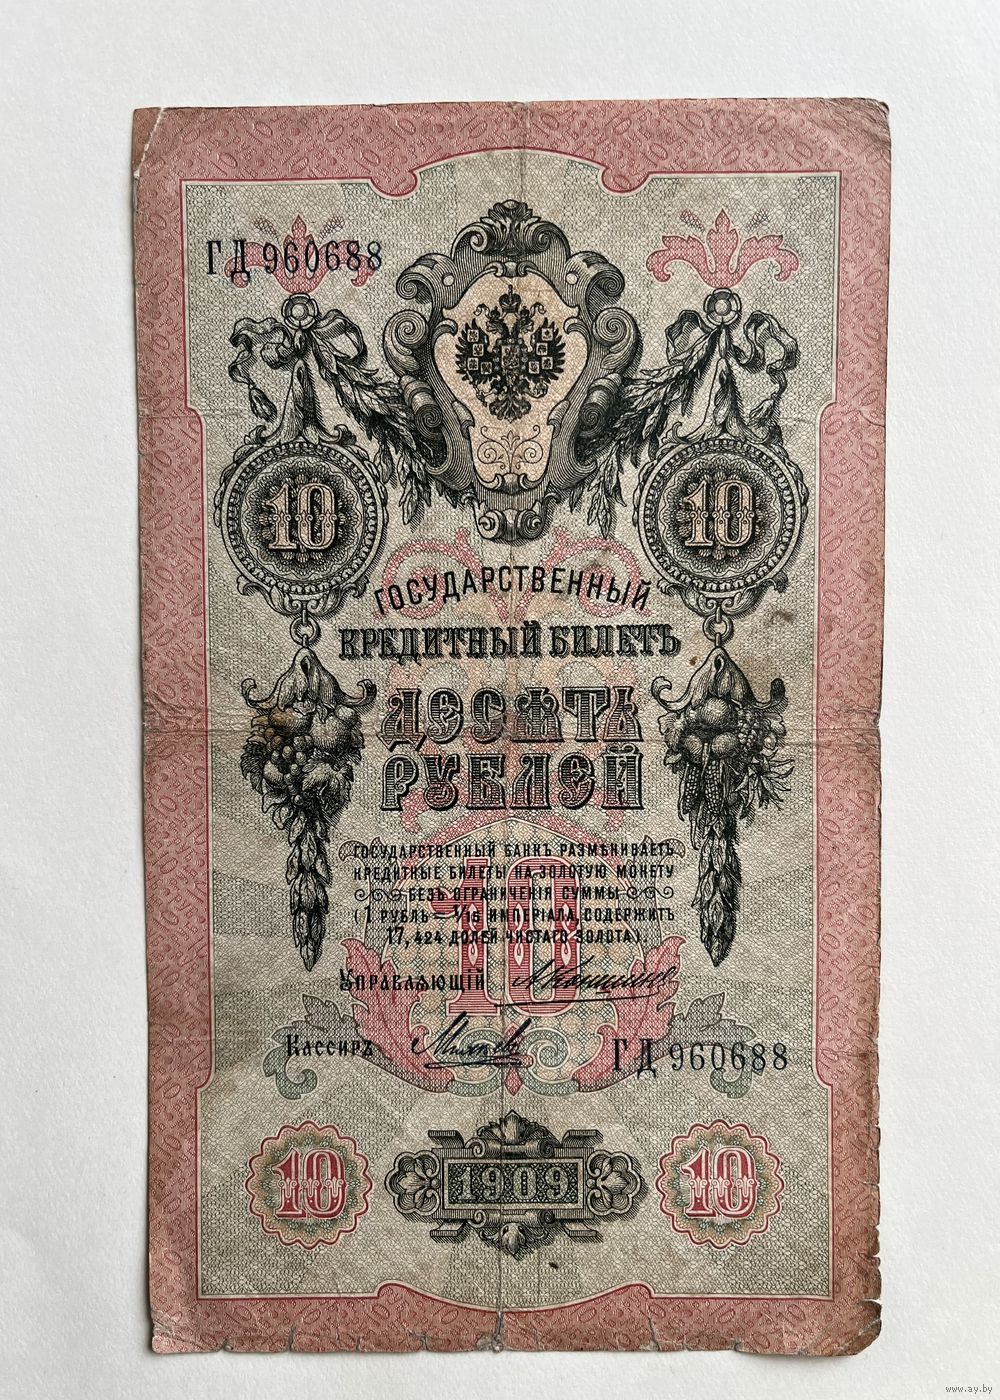 ГД 960688
10 10
ГОСУДАРСТВЕННЫЙ
КРЕДИТНЫЙ БИЛЕТЪ
ДЕСЯТЬ
РУБЛЕЙ
ГОСУДАРСТВЕННЫЙ БАНКЪ РАЗМѢНИВАЕТЪ
КРЕДИТНЫЕ БИЛЕТЫ НА ЗОЛОТУЮ МОНЕТУ
БЕЗЪ ОГРАНИЧЕНІЯ СУММЫ
(1 РУБЛЬ = 1/15 ИМПЕРІАЛА, СОДЕРЖИТЪ
17,424 ДОЛЕЙ ЧИСТАГО ЗОЛОТА).
10
УПРАВЛЯЮЩІЙ
КАССИРЪ
ГД 960688
10 1909 10
www.ay.by